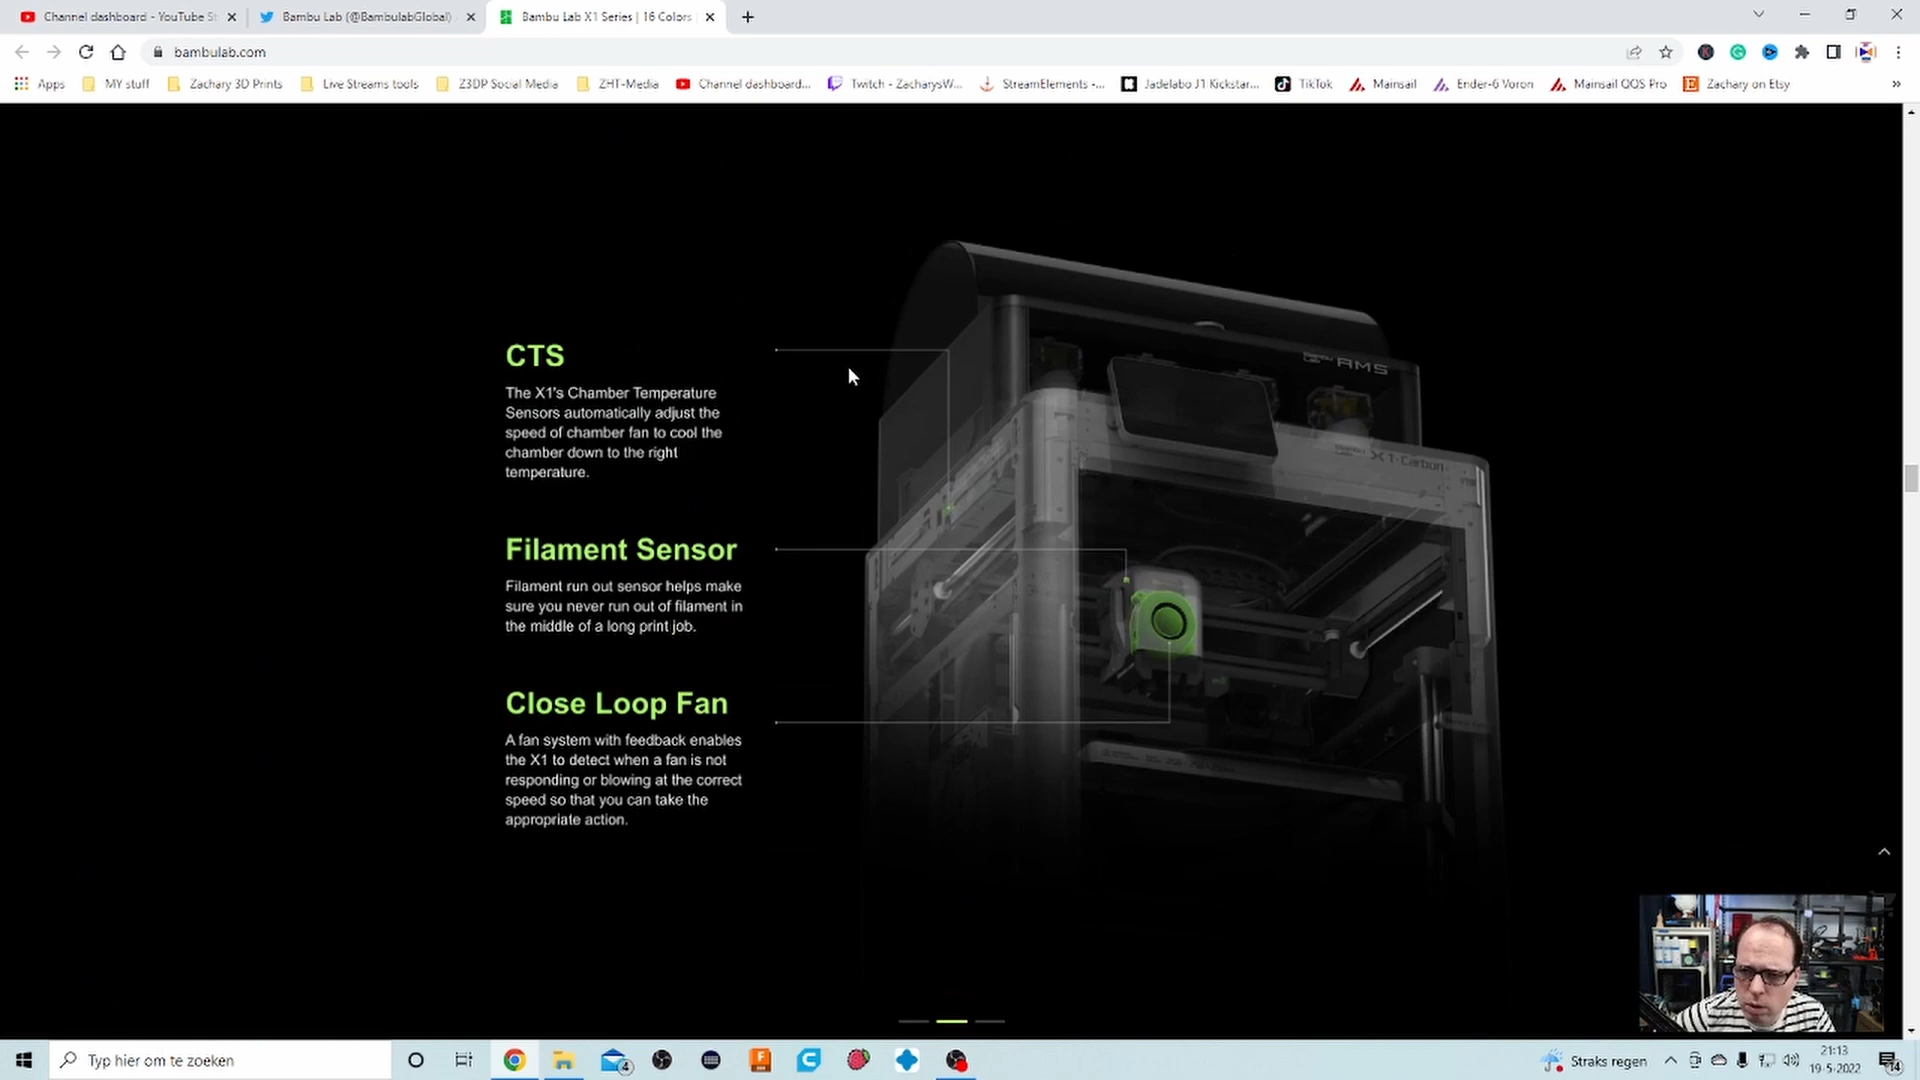 Channel dashboard - YouTube St
Bambu Lab (@BambulabGlobal)
Bambu Lab X1 Series | 16 Colors
bambulab.com
Apps
MY stuff
Zachary 3D Prints
Live Streams tools
Z3DP Social Media
ZHT-Media
Channel dashboard...
Twitch - ZacharysW...
StreamElements -...
Jadelabo J1 Kickstar...
TikTok
Mainsail
Ender-6 Voron
Mainsail QQS Pro
Zachary on Etsy
CTS
The X1's Chamber Temperature
Sensors automatically adjust the
speed of chamber fan to cool the
chamber down to the right
temperature.
Filament Sensor
Filament run out sensor helps make
sure you never run out of filament in
the middle of a long print job.
Close Loop Fan
A fan system with feedback enables
the X1 to detect when a fan is not
responding or blowing at the correct
speed so that you can take the
appropriate action.
AMS
X1-Carbon
Typ hier om te zoeken
4
Straks regen
21:13
19-5-2022
14